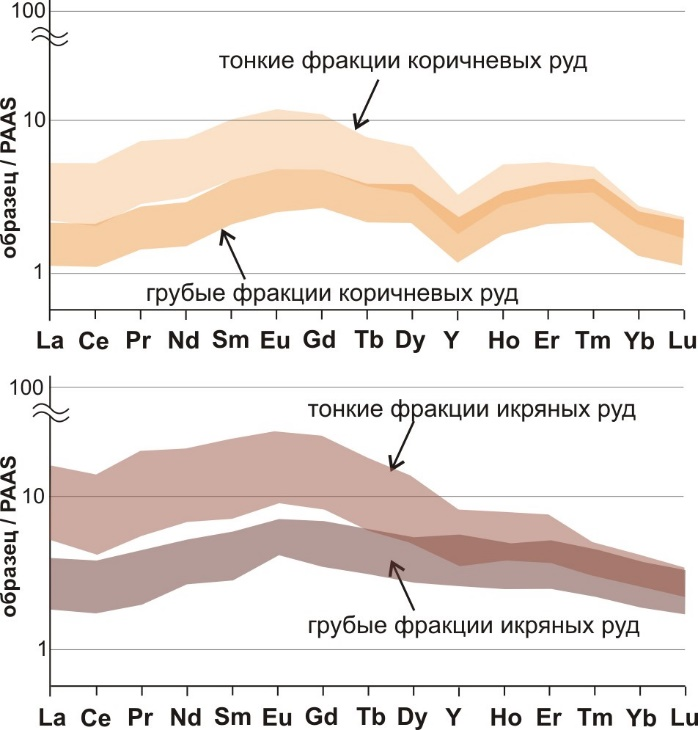 100
тонкие фракции коричневых руд
10
образец / PAAS
1
грубые фракции коричневых руд
La Ce Pr Nd Sm Eu Gd Tb Dy Y Ho Er Tm Yb Lu
100
тонкие фракции икряных руд
10
образец / PAAS
грубые фракции икряных руд
1
La Ce Pr Nd Sm Eu Gd Tb Dy Y Ho Er Tm Yb Lu